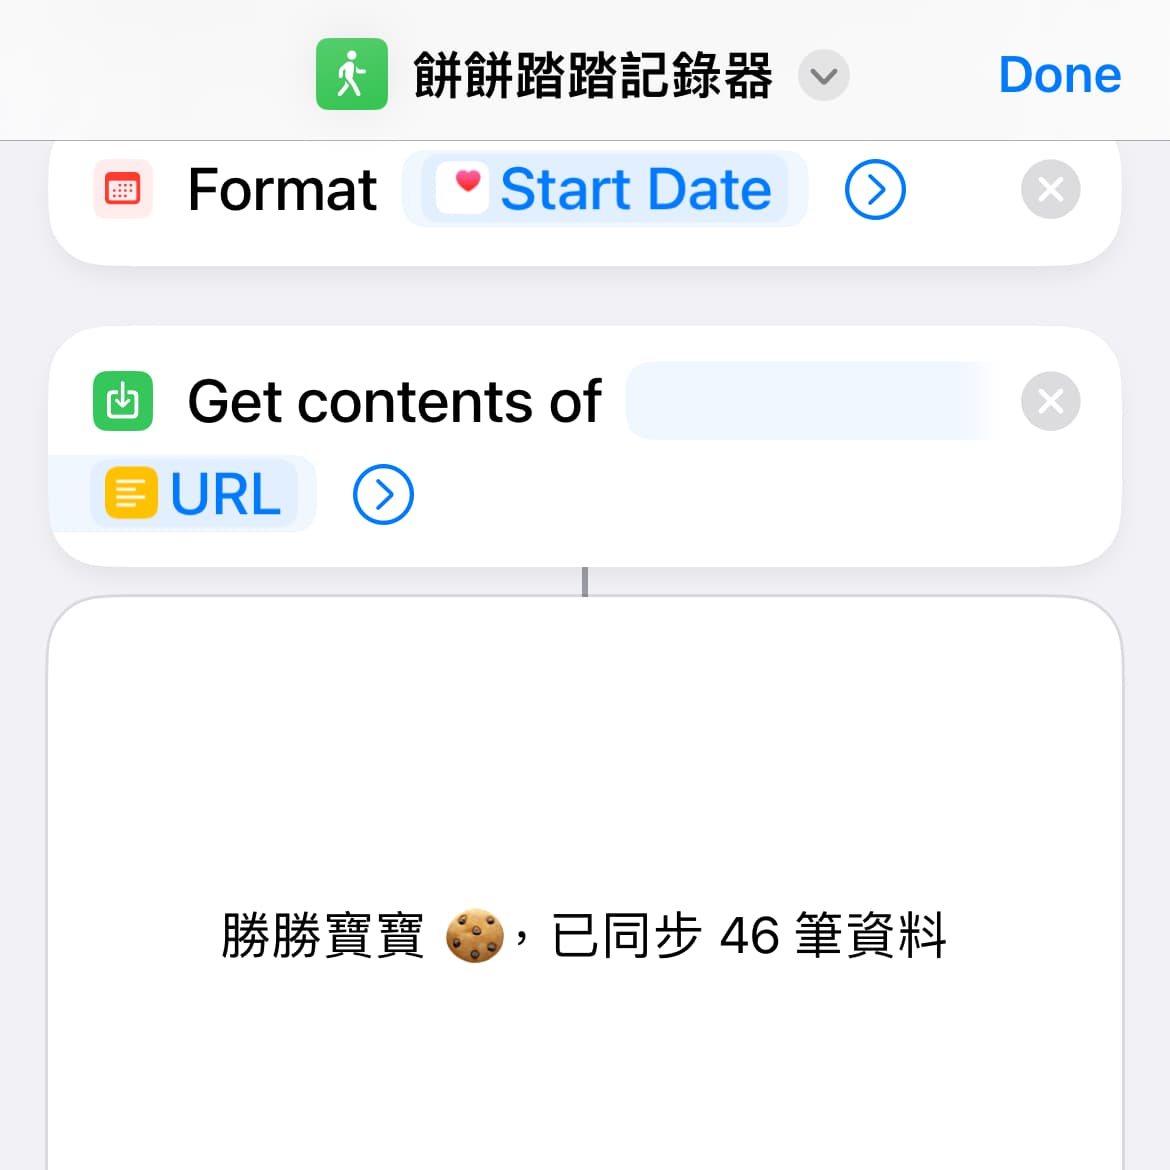 餅餅踏踏記錄器
Done
Format Start Date
Get contents of
URL
勝勝寶寶 🍪，已同步 46 筆資料